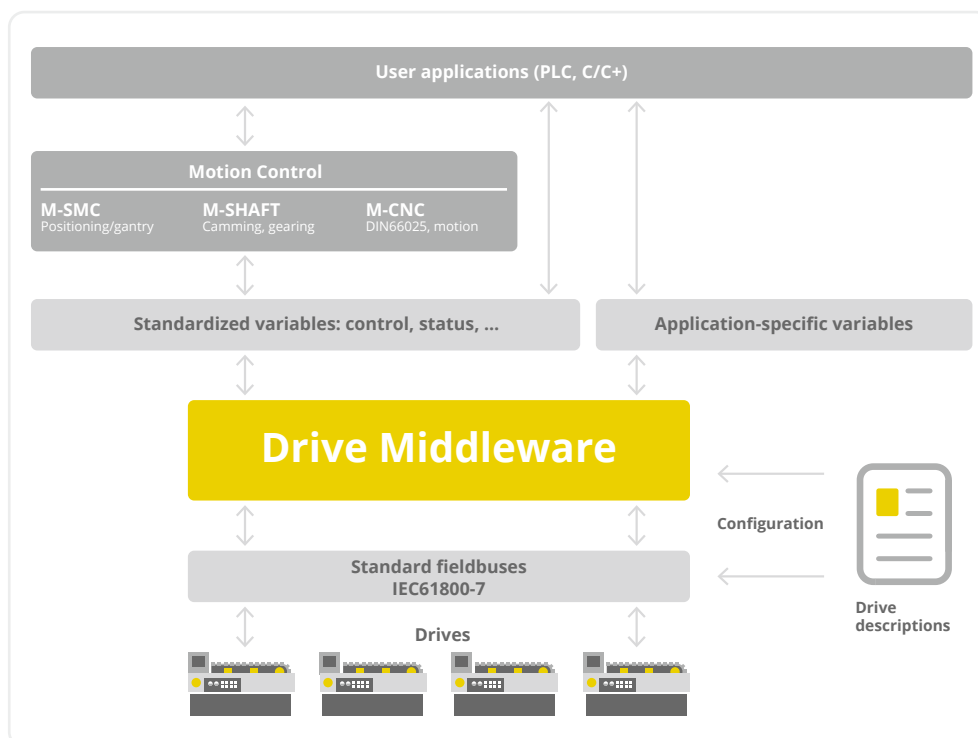 User applications (PLC, C/C+)
Motion Control
M-SMC
Positioning/gantry
M-SHAFT
Camming, gearing
M-CNC
DIN66025, motion
Standardized variables: control, status, ...
Application-specific variables
Drive Middleware
Configuration
Standard fieldbuses
IEC61800-7
Drive
descriptions
Drives